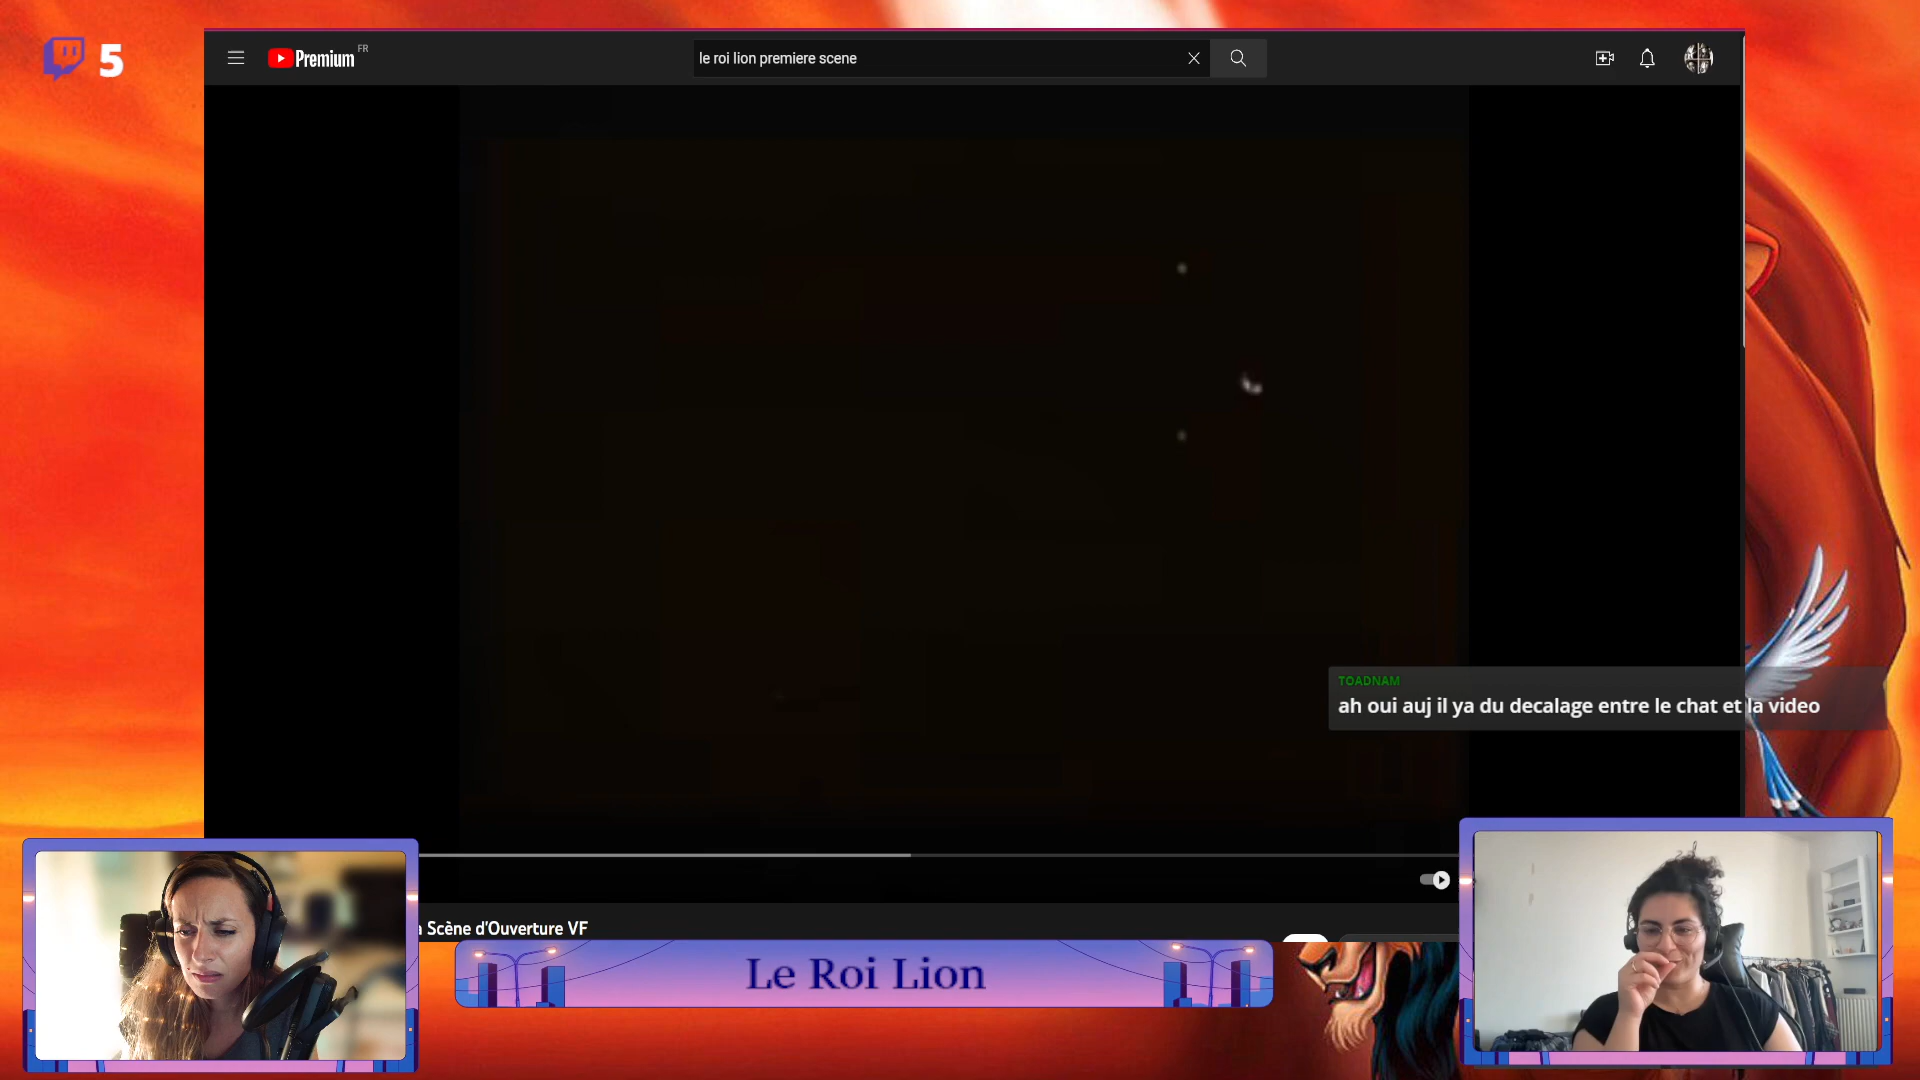 5
Premium FR
le roi lion premiere scene
TOADNAM
ah oui auj il ya du decalage entre le chat et la video
Scène d'Ouverture VF
Le Roi Lion